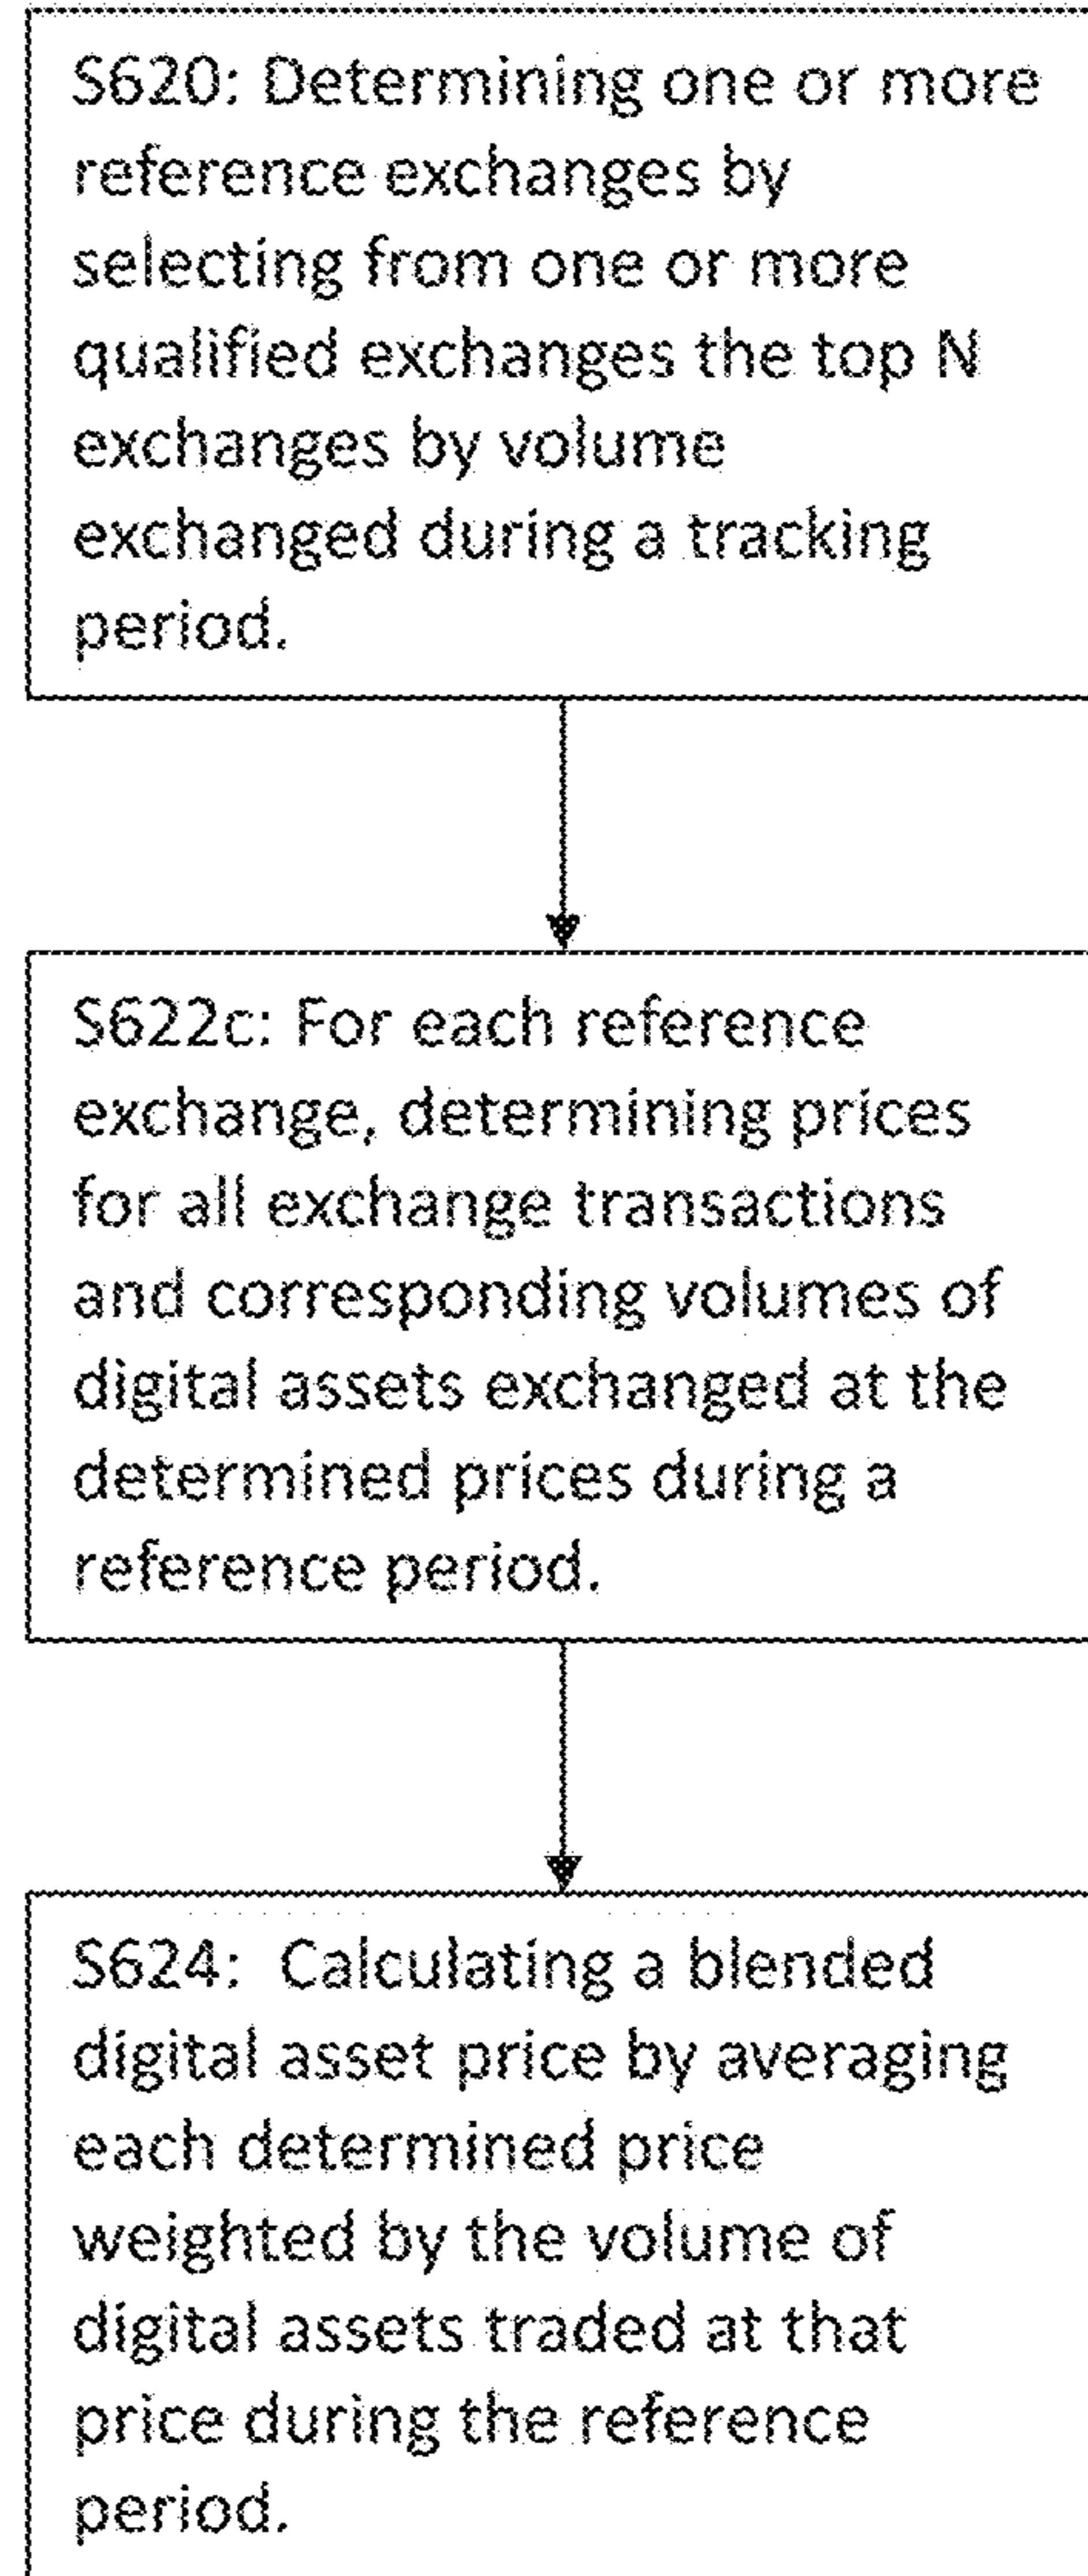 S620: Determining one or more
reference exchanges by
selecting from one or more
qualified exchanges the top N
exchanges by volume
exchanged during a tracking
period.
S622c: For each reference
exchange, determining prices
for all exchange transactions
and corresponding volumes of
digital assets exchanged at the
determined prices during a
reference period.
S624: Calculating a blended
digital asset price by averaging
each determined price
weighted by the volume of
digital assets traded at that
price during the reference
period.